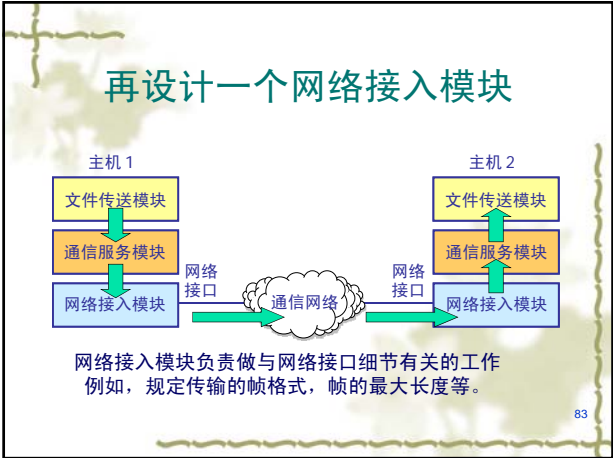 再设计一个网络接入模块
主机 1
主机 2
文件传送模块
文件传送模块
通信服务模块
通信服务模块
网络
接口
网络
接口
网络接入模块
通信网络
网络接入模块
网络接入模块负责做与网络接口细节有关的工作
例如，规定传输的帧格式，帧的最大长度等。
83